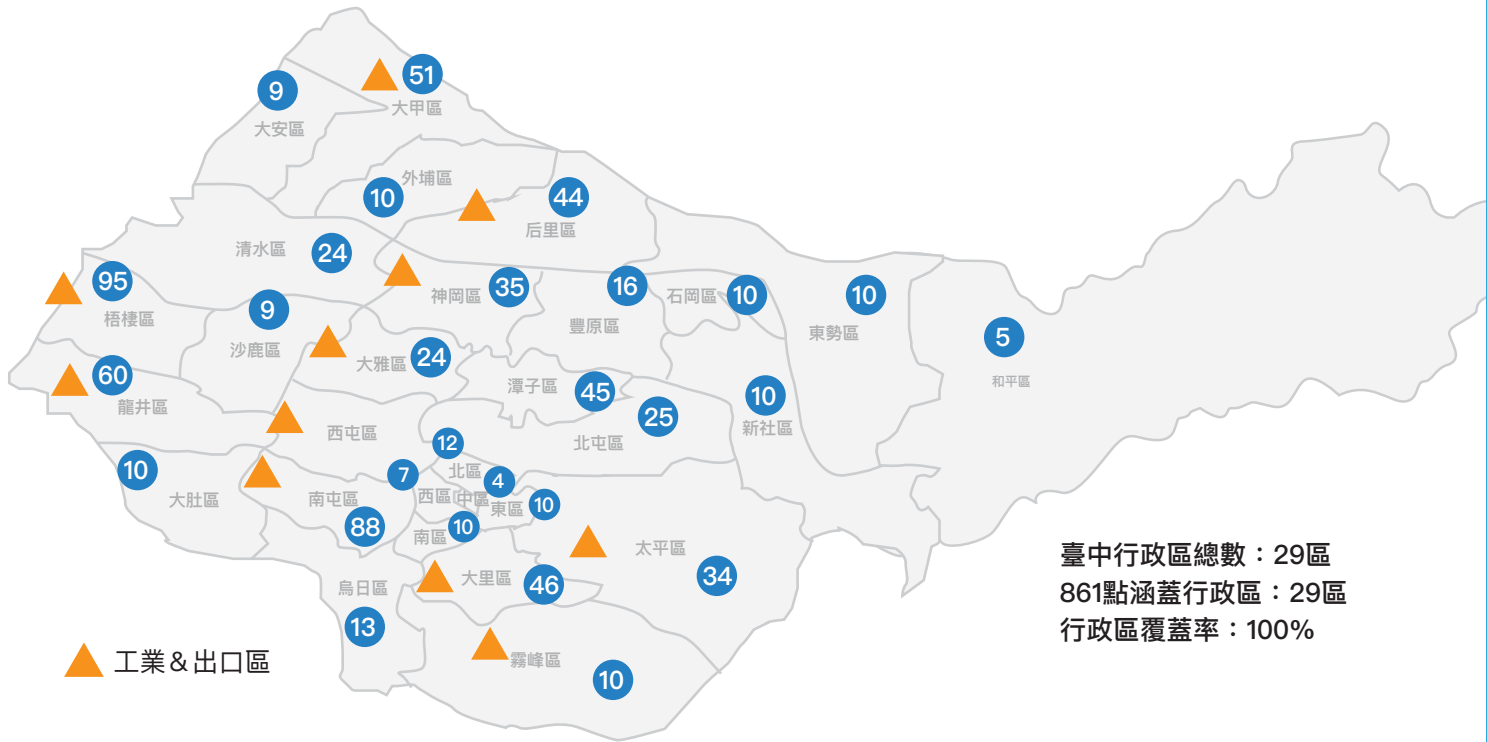 51
大甲區
9
大安區
外埔區
10
44
后里區
清水區
24
95
梧棲區
9
沙鹿區
神岡區
35
16
豐原區
石岡區
10
10
東勢區
5
和平區
大雅區
24
60
龍井區
潭子區
45
10
新社區
25
北屯區
西屯區
12
北區
7
西區
中區
4
東區
10
10
大肚區
南屯區
88
南區
10
太平區
34
大里區
46
烏日區
13
霧峰區
10
臺中行政區總數：29區
861點涵蓋行政區：29區
行政區覆蓋率：100%
工業＆出口區